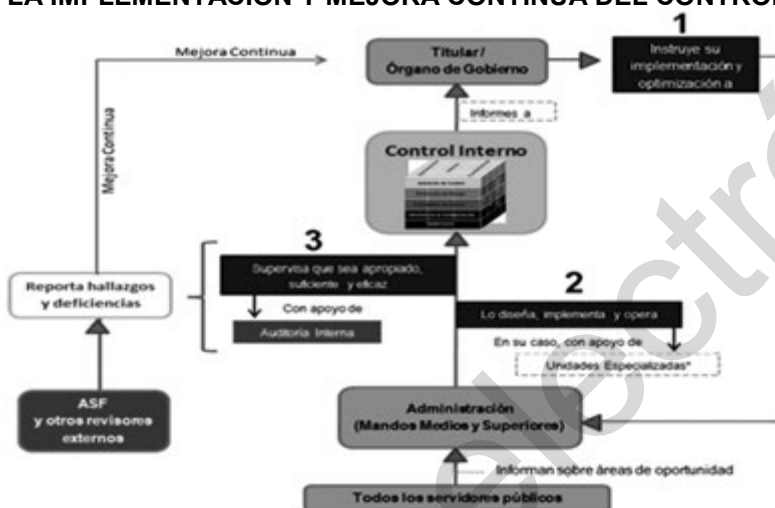 LA IMPLEMENTACIÓN Y MEJORA CONTINUA DEL CONTROL
Mejora Continua
Mejora Continua
Titular/
Órgano de Gobierno
1
Instruye su
implementación y
optimización a
Informes a
Control Interno
3
Supervisa que sea apropiado,
suficiente y eficaz
Con apoyo de
Auditoría Interna
Reporta hallazgos
y deficiencias
2
Lo diseña, implementa y opera
En su caso, con apoyo de
Unidades Especializadas*
ASF
y otros revisores
externos
Administración
(Mandos Medios y Superiores)
Informan sobre áreas de oportunidad
Todos los servidores públicos